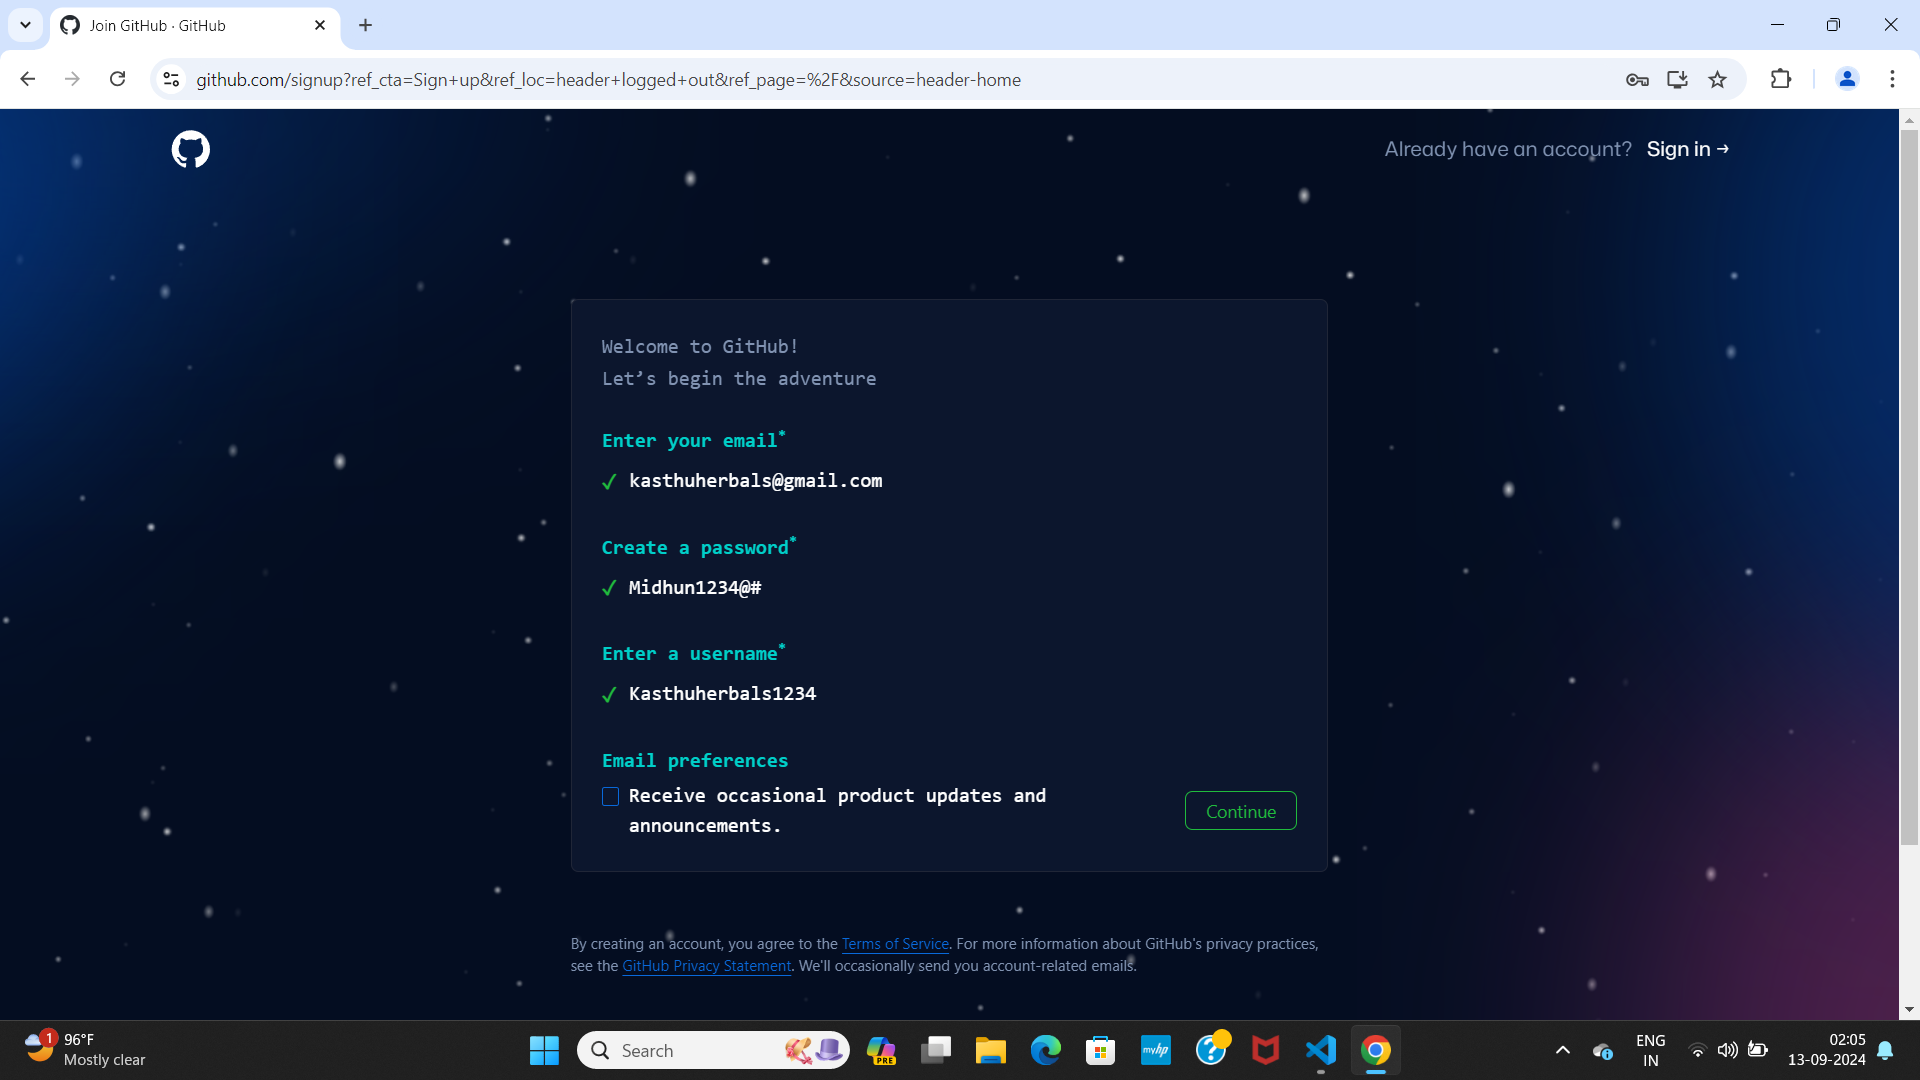 Join GitHub · GitHub
github.com/signup?ref_cta=Sign+up&ref_loc=header+logged+out&ref_page=%2F&source=header-home
Already have an account? Sign in →
Welcome to GitHub!
Let’s begin the adventure
Enter your email*
✓ kasthuherbals@gmail.com
Create a password*
✓ Midhun1234@#
Enter a username*
✓ Kasthuherbals1234
Email preferences
Receive occasional product updates and
announcements.
Continue
By creating an account, you agree to the Terms of Service. For more information about GitHub's privacy practices,
see the GitHub Privacy Statement. We'll occasionally send you account-related emails.
1
96°F
Mostly clear
Search
PRE
myhp
ENG
IN
02:05
13-09-2024